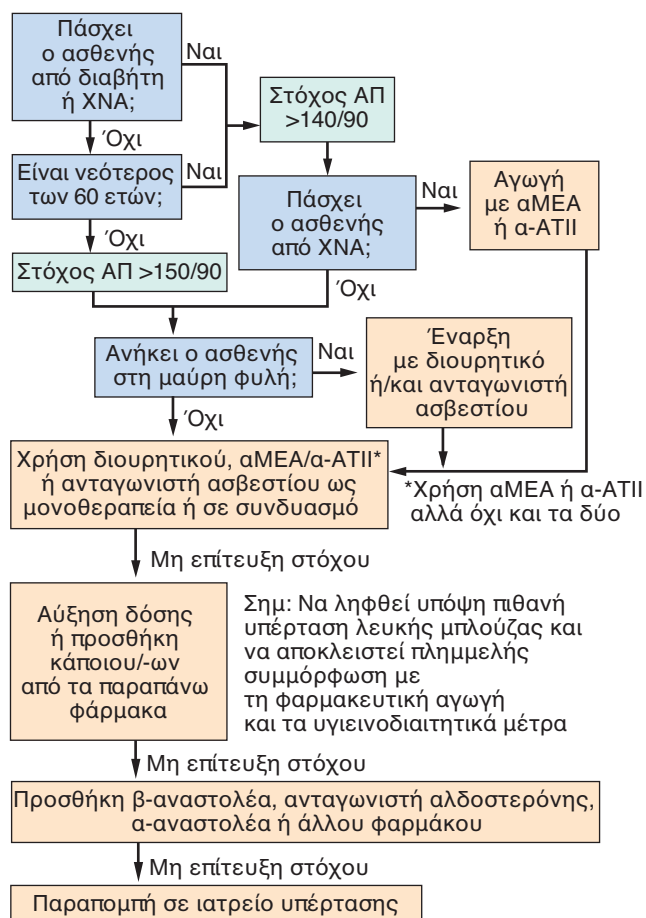 Πάσχει
ο ασθενής
από διαβήτη
ή ΧΝΑ;
Ναι
Στόχος ΑΠ
>140/90
Όχι
Είναι νεότερος
των 60 ετών;
Ναι
Πάσχει
ο ασθενής
από ΧΝΑ;
Ναι
Αγωγή
με αΜΕΑ
ή α-ΑΤΙΙ
Όχι
Στόχος ΑΠ >150/90
Όχι
Ανήκει ο ασθενής
στη μαύρη φυλή;
Ναι
Έναρξη
με διουρητικό
ή/και ανταγωνιστή
ασβεστίου
Όχι
Χρήση διουρητικού, αΜΕΑ/α-ΑΤΙΙ*
ή ανταγωνιστή ασβεστίου ως
μονοθεραπεία ή σε συνδυασμό
*Χρήση αΜΕΑ ή α-ΑΤΙΙ
αλλά όχι και τα δύο
Μη επίτευξη στόχου
Αύξηση δόσης
ή προσθήκη
κάποιου/-ων
από τα παραπάνω
φάρμακα
Σημ: Να ληφθεί υπόψη πιθανή
υπέρταση λευκής μπλούζας και
να αποκλειστεί πλημμελής
συμμόρφωση με
τη φαρμακευτική αγωγή
και τα υγιεινοδιαιτητικά μέτρα
Μη επίτευξη στόχου
Προσθήκη β-αναστολέα, ανταγωνιστή αλδοστερόνης,
α-αναστολέα ή άλλου φαρμάκου
Μη επίτευξη στόχου
Παραπομπή σε ιατρείο υπέρτασης